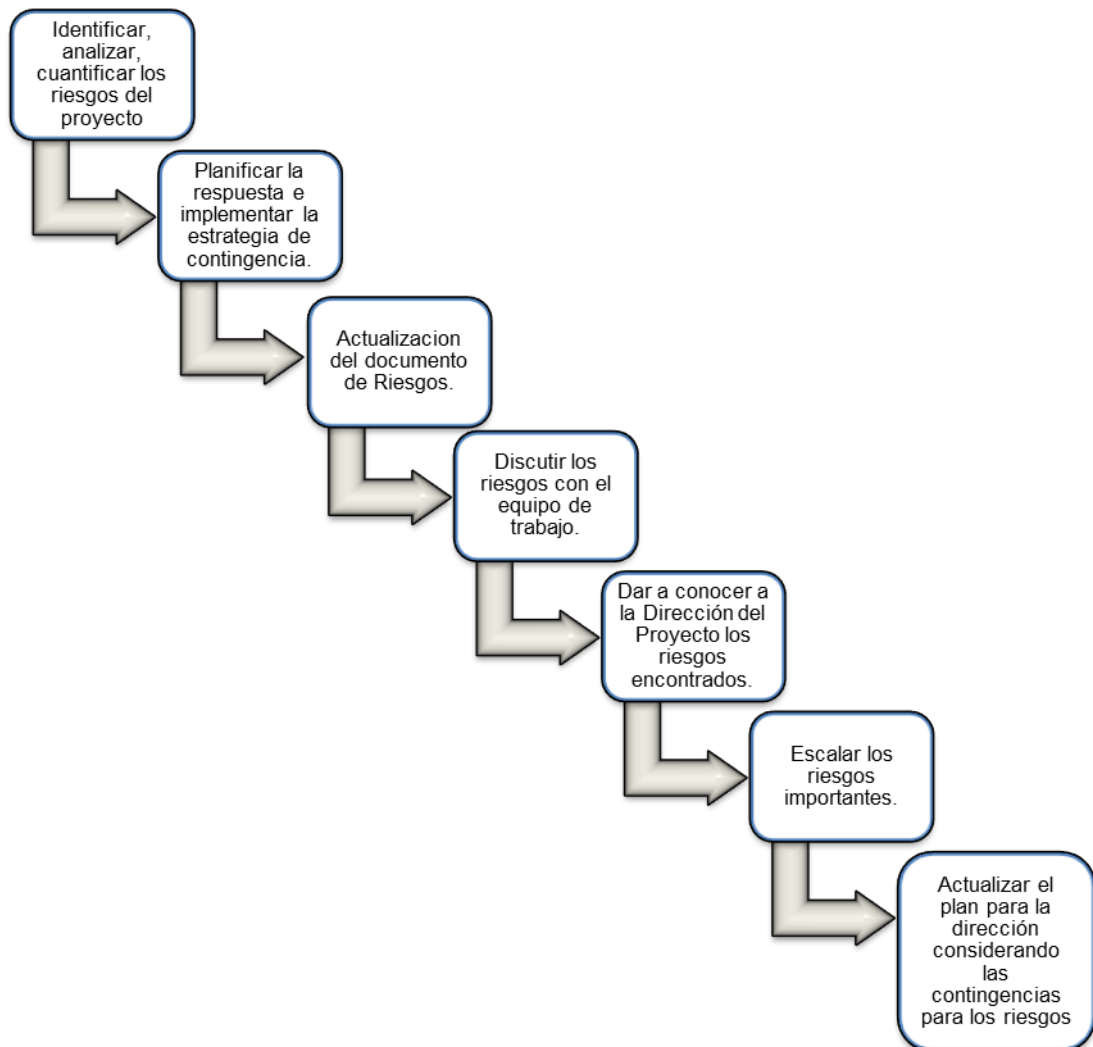 Identificar,
analizar,
cuantificar los
riesgos del
proyecto
Planificar la
respuesta e
implementar la
estrategia de
contingencia.
Actualizacion
del documento
de Riesgos.
Discutir los
riesgos con el
equipo de
trabajo.
Dar a conocer a
la Dirección del
Proyecto los
riesgos
encontrados.
Escalar los
riesgos
importantes.
Actualizar el
plan para la
dirección
considerando
las
contingencias
para los riesgos